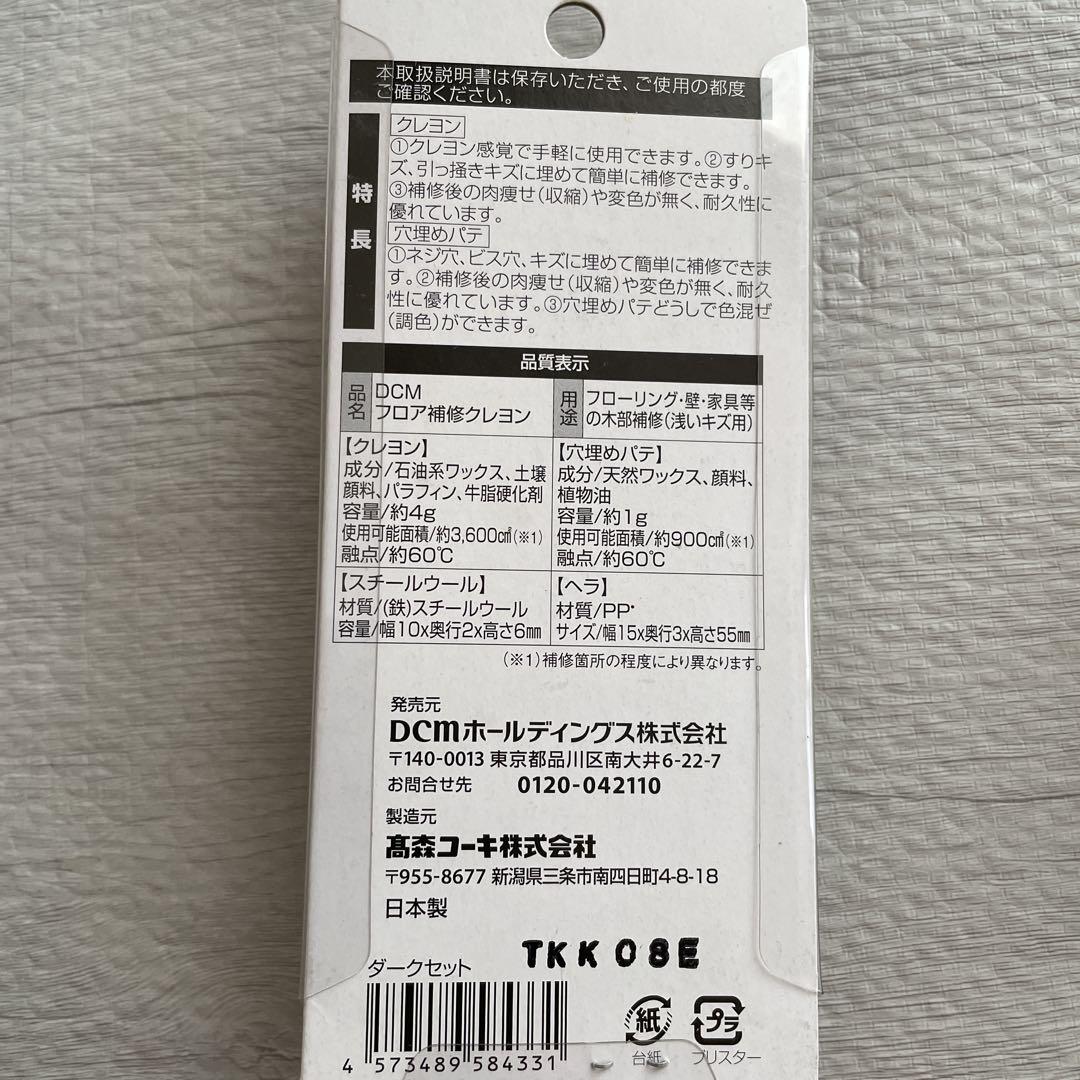 本取扱説明書は保存いただき、ご使用の都度
ご確認ください。
特長
クレヨン
①クレヨン感覚で手軽に使用できます。②すりキ
ズ、引っ掻きキズに埋めて簡単に補修できます。
③補修後の肉痩せ(収縮)や変色が無く、耐久性に
優れています。
穴埋めパテ
①ネジ穴、ビス穴、キズに埋めて簡単に補修できま
す。②補修後の肉痩せ(収縮)や変色が無く、耐久
性に優れています。③穴埋めパテどうしで色混ぜ
(調色)ができます。
品質表示
品名
DCM
フロア補修クレヨン
用途
フローリング・壁・家具等
の木部補修(浅いキズ用)
【クレヨン】
成分/石油系ワックス、土壌
顔料、パラフィン、牛脂硬化剤
容量/約4g
使用可能面積/約3,600㎠(※1)
融点/約60℃
【穴埋めパテ】
成分/天然ワックス、顔料、
植物油
容量/約1g
使用可能面積/約900㎠(※1)
融点/約60℃
【スチールウール】
材質/(鉄)スチールウール
容量/幅10x奥行2x高さ6㎜
【ヘラ】
材質/PP
サイズ/幅15x奥行3x高さ55㎜
(※1)補修箇所の程度により異なります。
発売元
DCMホールディングス株式会社
〒140-0013 東京都品川区南大井6-22-7
お問合せ先 0120-042110
製造元
髙森コーキ株式会社
〒955-8677 新潟県三条市南四日町4-8-18
日本製
TKK08E
ダークセット
4 573489 584331
紙
台紙
プラ
ブリスター